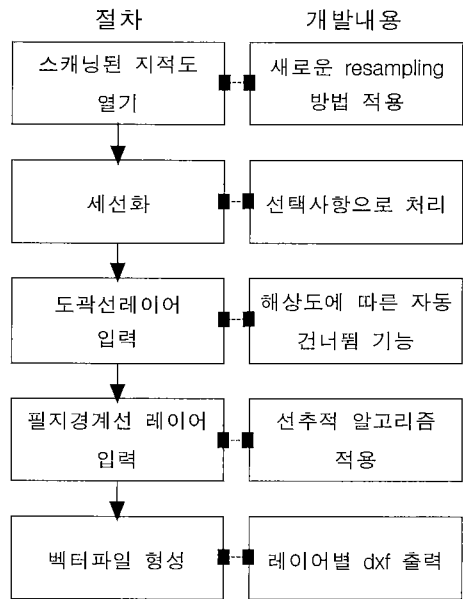 절차
개발내용
스캐닝된 지적도
열기
새로운 resampling
방법 적용
세선화
선택사항으로 처리
도곽선레이어
입력
해상도에 따른 자동
건너뜀 기능
필지경계선 레이어
입력
선추적 알고리즘
적용
벡터파일 형성
레이어별 dxf 출력